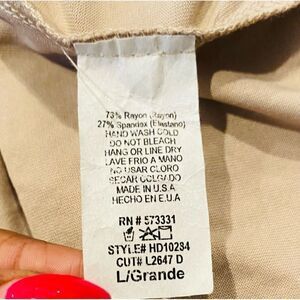 73% Rayon (Rayon)
27% Spandex (Elastano)
HAND WASH COLD
DO NOT BLEACH
HANG OR LINE DRY
LAVE FRIO A MANO
NO USAR CLORO
SECAR COLGADO
MADE IN U.S.A
HECHO EN E.U.A
RN # 573331
STYLE# HD10234
CUT# L2647 D
L/Grande